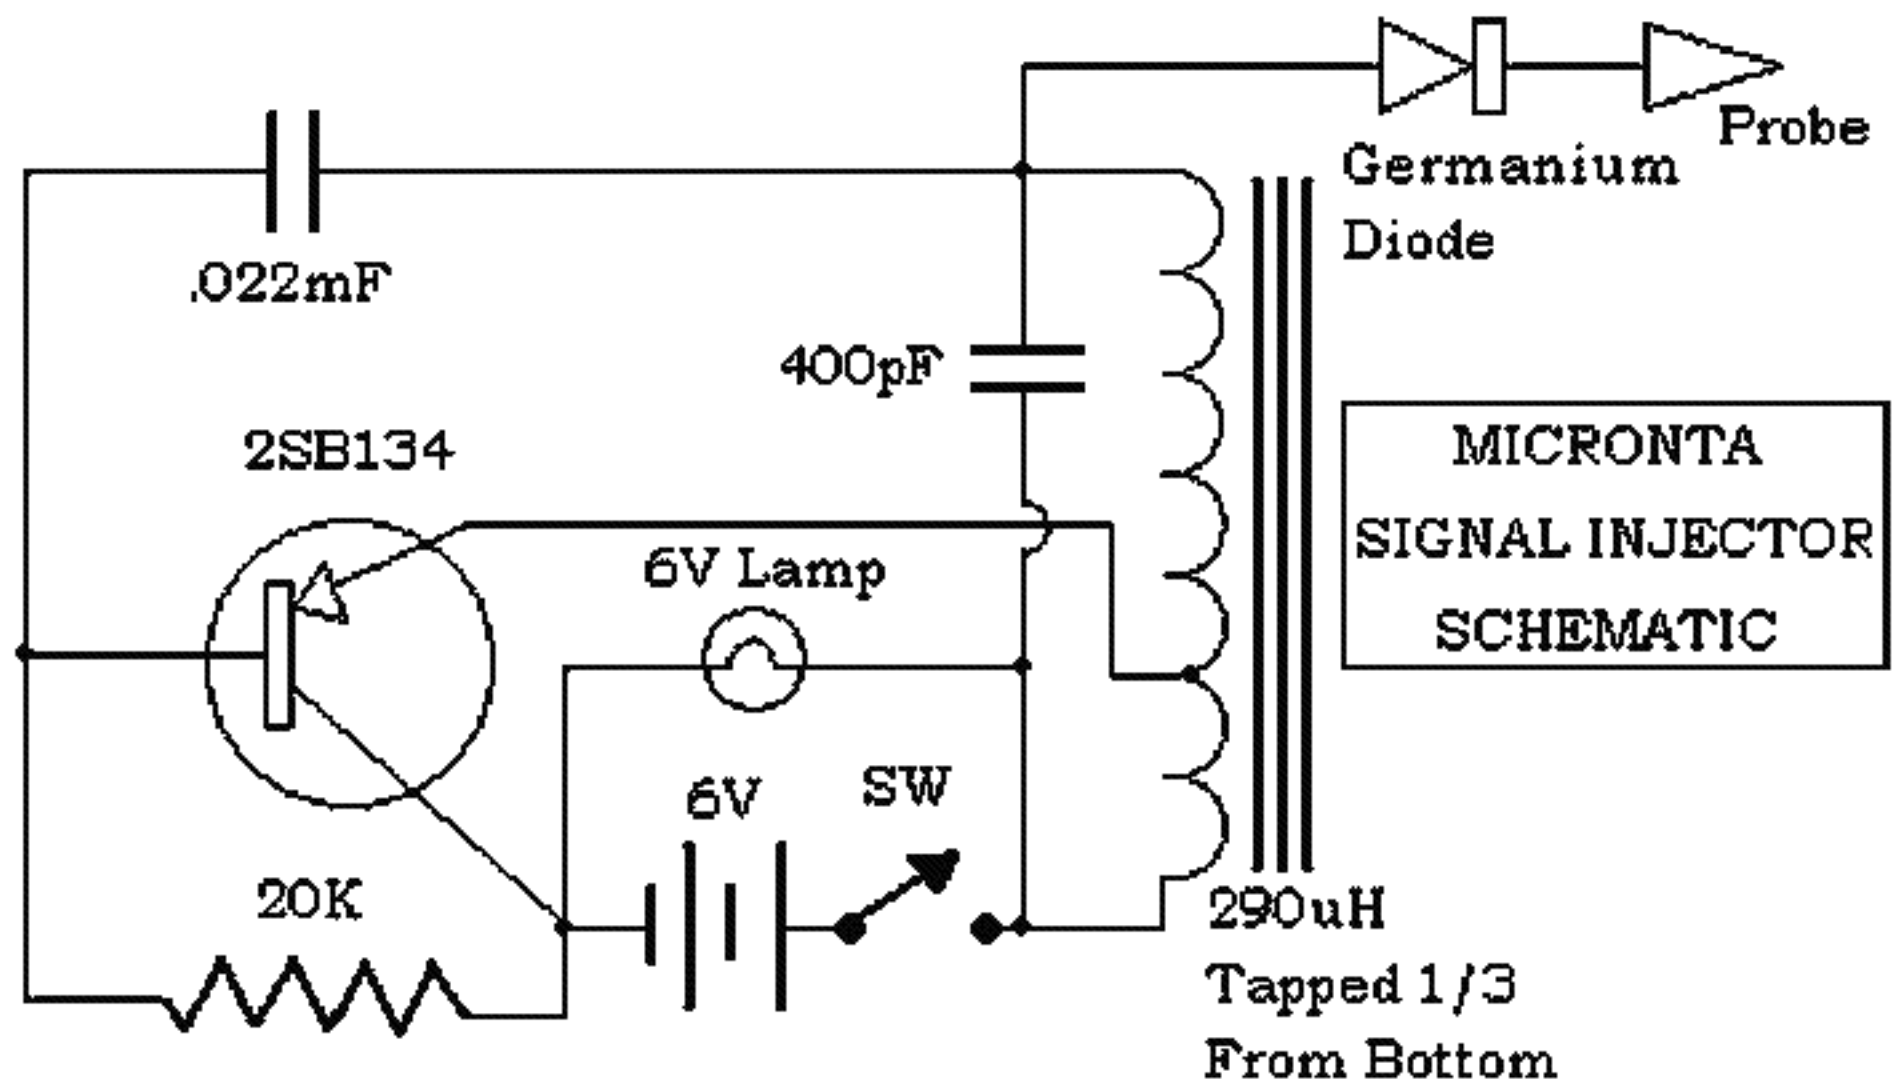 Probe
Germanium
Diode
.022mF
400pF
2SB134
MICRONTA
SIGNAL INJECTOR
SCHEMATIC
6V Lamp
6V
SW
20K
290uH
Tapped 1/3
From Bottom